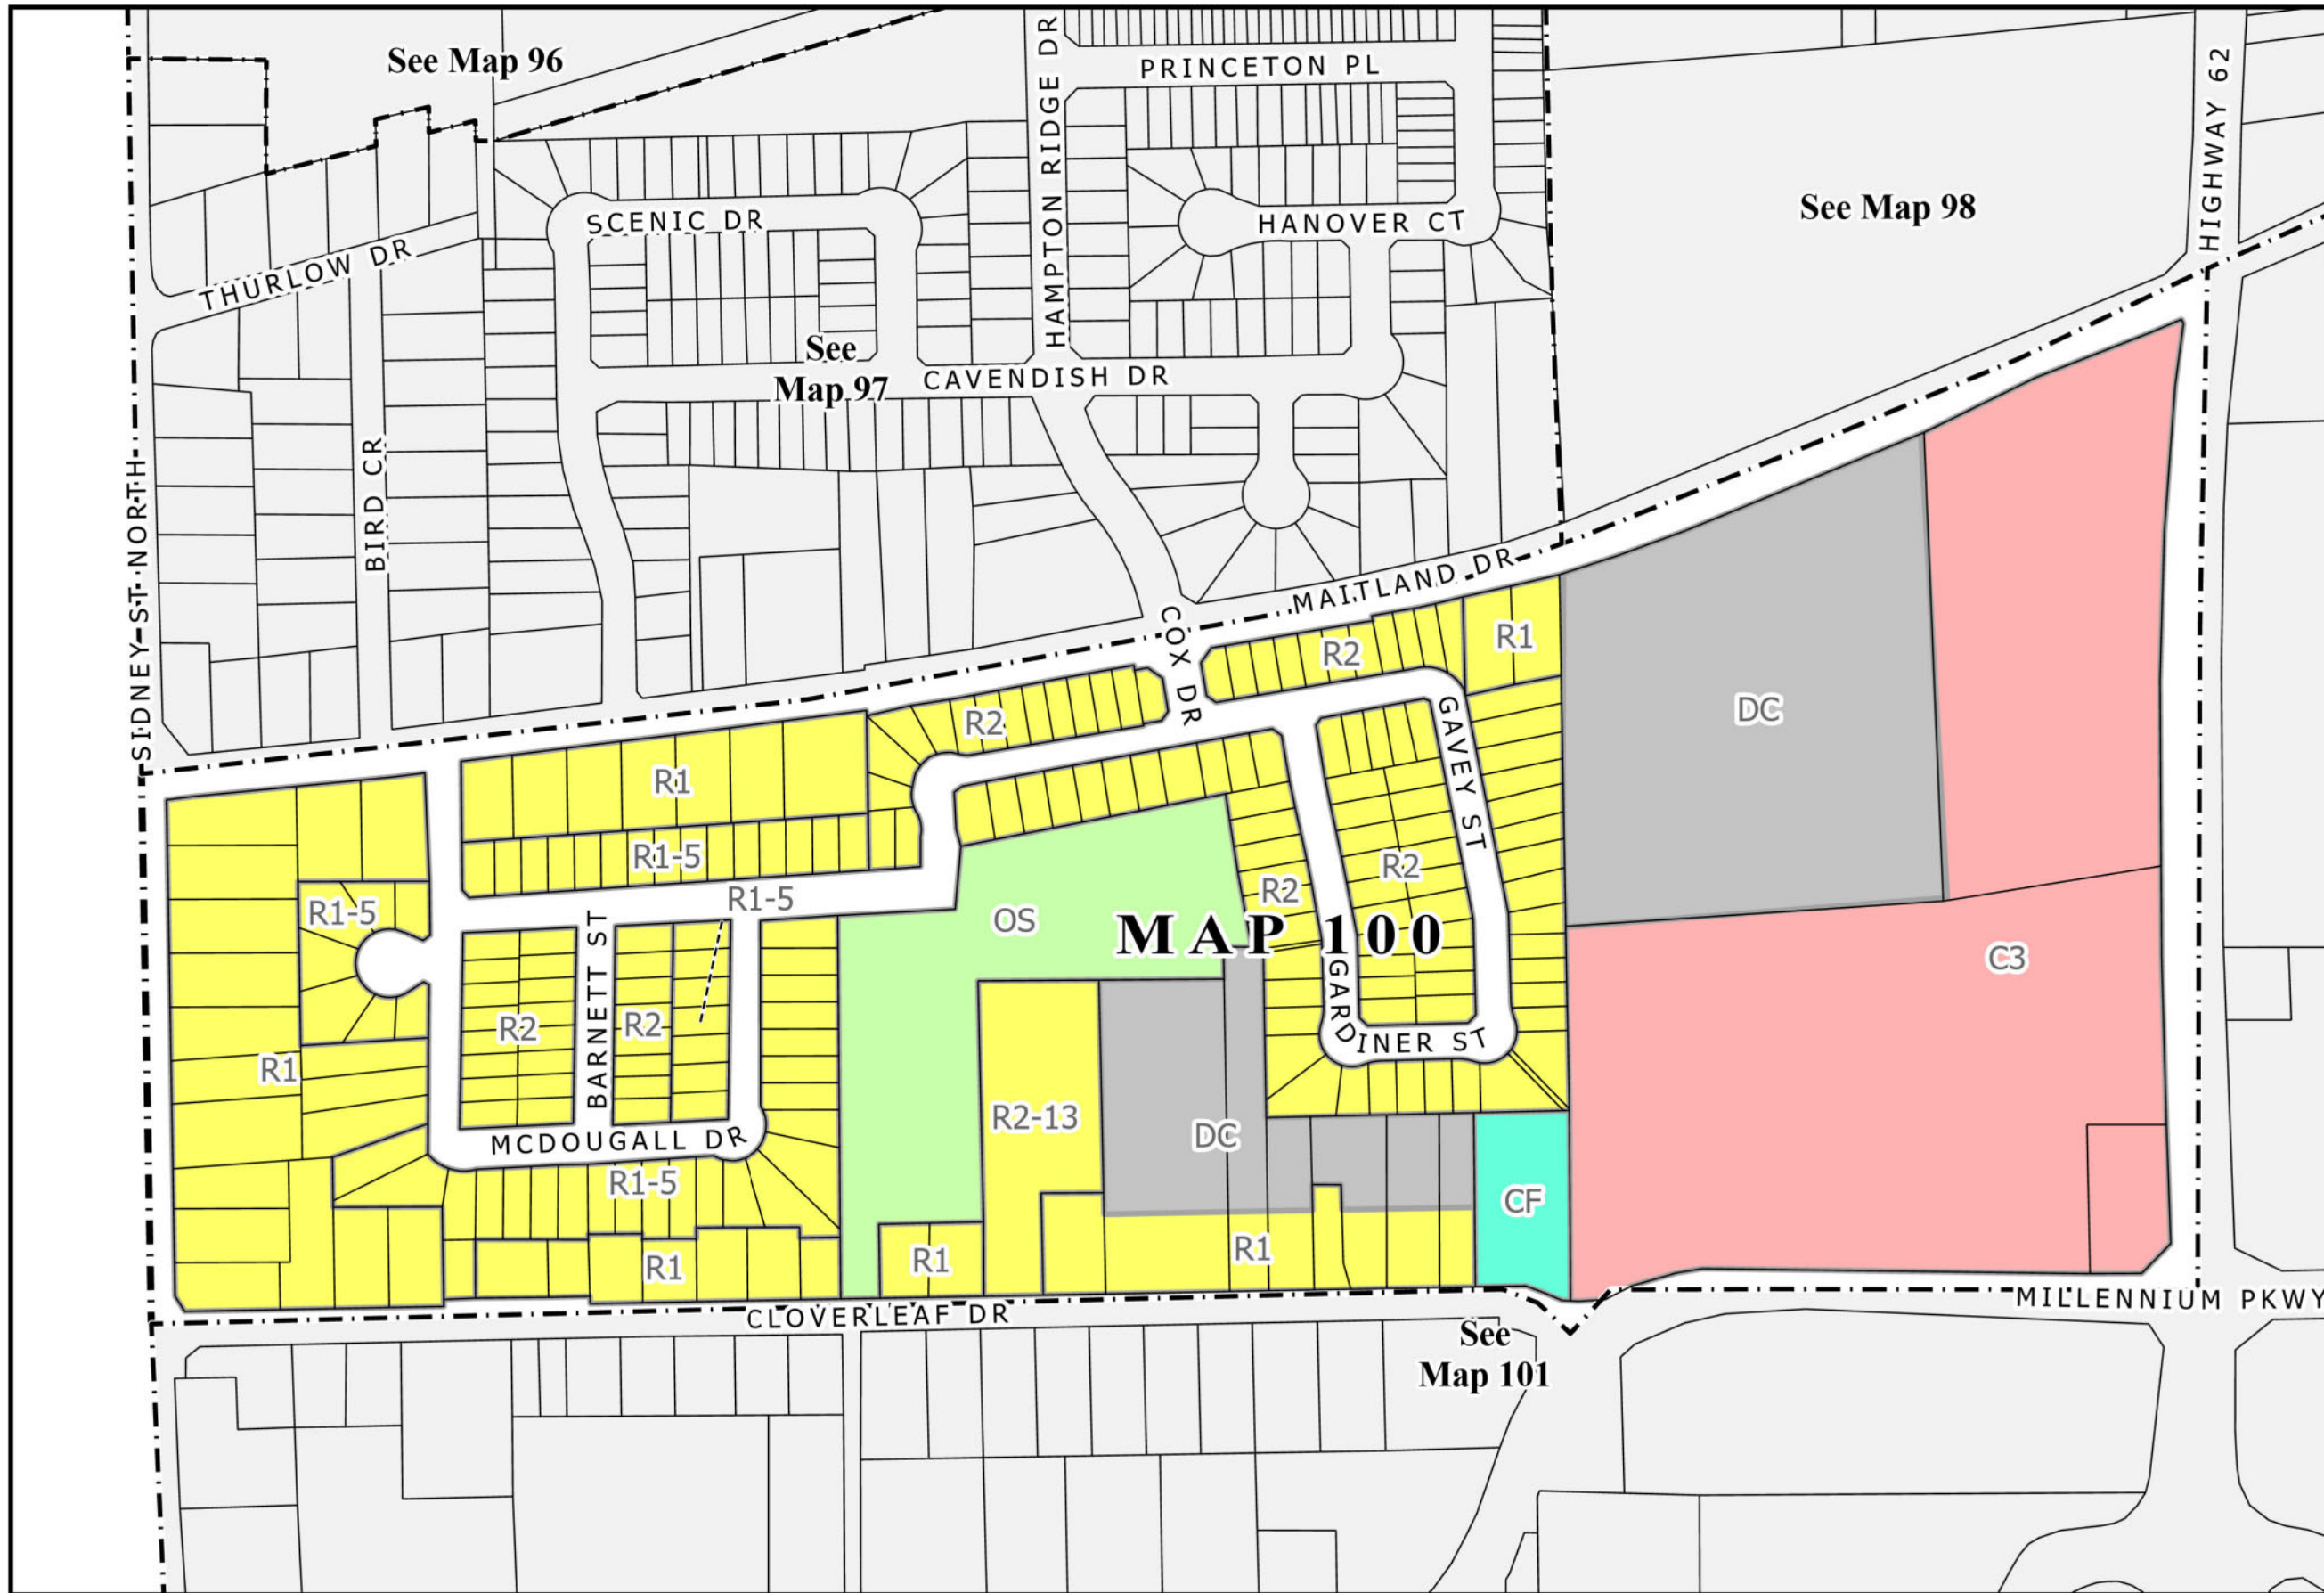 See Map 96
PRINCETON PL
HAMPTON RIDGE DR
HIGHWAY 62
SCENIC DR
HANOVER CT
See Map 98
THURLOW DR
See
Map 97
CAVENDISH DR
BIRD CR
SIDNEY ST NORTH
MAITLAND DR
COX DR
R2
R1
R2
DC
GAVEY ST
R1
R1-5
R2
R1-5
R1-5
R2
OS
MAP 100
C3
BARNETT ST
GARDINER ST
R2
R2
R1
R2-13
DC
MCDOUGALL DR
R1-5
CF
R1
R1
R1
CLOVERLEAF DR
MILLENNIUM PKWY
See
Map 101